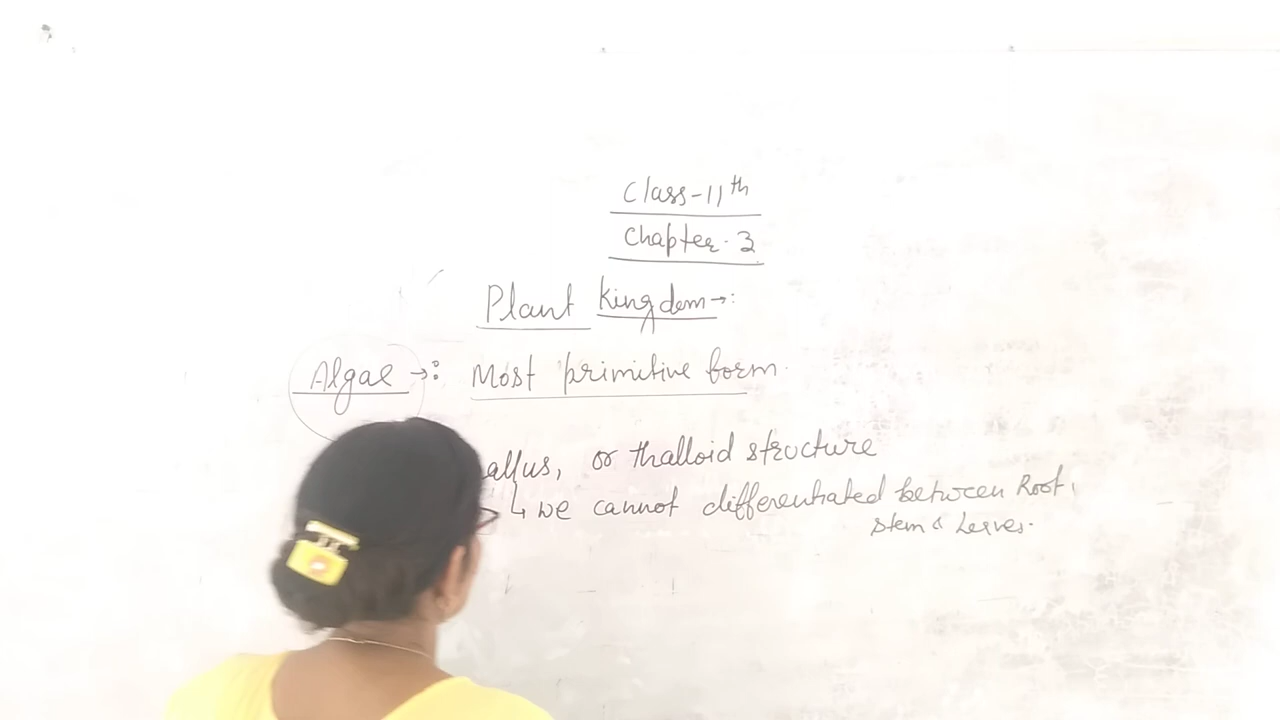 Class-11th
Chapter-3
Plant kingdom→:
Algae →: Most primitive form.
allus, or thalloid structure
↳ we cannot differentiated between Root,
stem & Leaves.